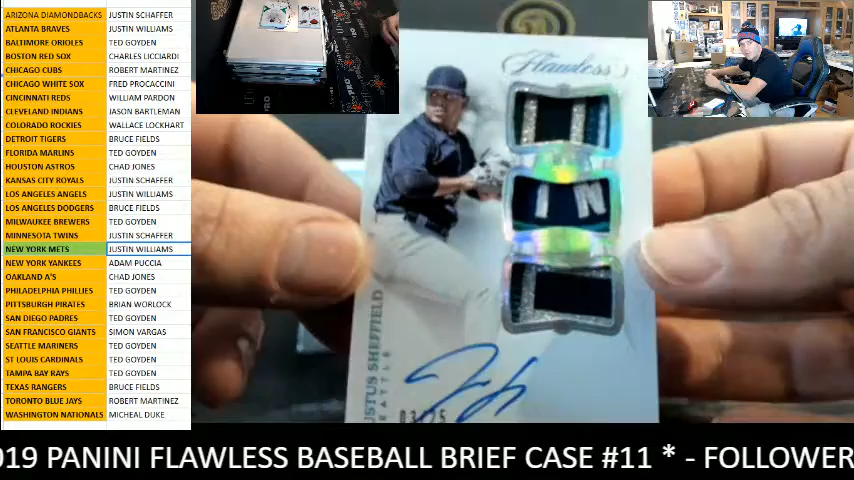 ARIZONA DIAMONDBACKS JUSTIN SCHAFFER
ATLANTA BRAVES JUSTIN WILLIAMS
BALTIMORE ORIOLES TED GOYDEN
BOSTON RED SOX CHARLES LICCIARDI
CHICAGO CUBS ROBERT MARTINEZ
CHICAGO WHITE SOX FRED PROCACCINI
CINCINNATI REDS WILLIAM PARDON
CLEVELAND INDIANS JASON BARTLEMAN
COLORADO ROCKIES WALLACE LOCKHART
DETROIT TIGERS BRUCE FIELDS
FLORIDA MARLINS TED GOYDEN
HOUSTON ASTROS CHAD JONES
KANSAS CITY ROYALS JUSTIN SCHAFFER
LOS ANGELES ANGELS JUSTIN WILLIAMS
LOS ANGELES DODGERS BRUCE FIELDS
MILWAUKEE BREWERS TED GOYDEN
MINNESOTA TWINS JUSTIN SCHAFFER
NEW YORK METS JUSTIN WILLIAMS
NEW YORK YANKEES ADAM PUCCIA
OAKLAND A'S CHAD JONES
PHILADELPHIA PHILLIES TED GOYDEN
PITTSBURGH PIRATES BRIAN WORLOCK
SAN DIEGO PADRES TED GOYDEN
SAN FRANCISCO GIANTS SIMON VARGAS
SEATTLE MARINERS TED GOYDEN
ST LOUIS CARDINALS TED GOYDEN
TAMPA BAY RAYS TED GOYDEN
TEXAS RANGERS BRUCE FIELDS
TORONTO BLUE JAYS ROBERT MARTINEZ
WASHINGTON NATIONALS MICHEAL DUKE
Flawless
I N
USTUS SHEFFIELD
SEATTLE
03/25
019 PANINI FLAWLESS BASEBALL BRIEF CASE #11 * - FOLLOWER